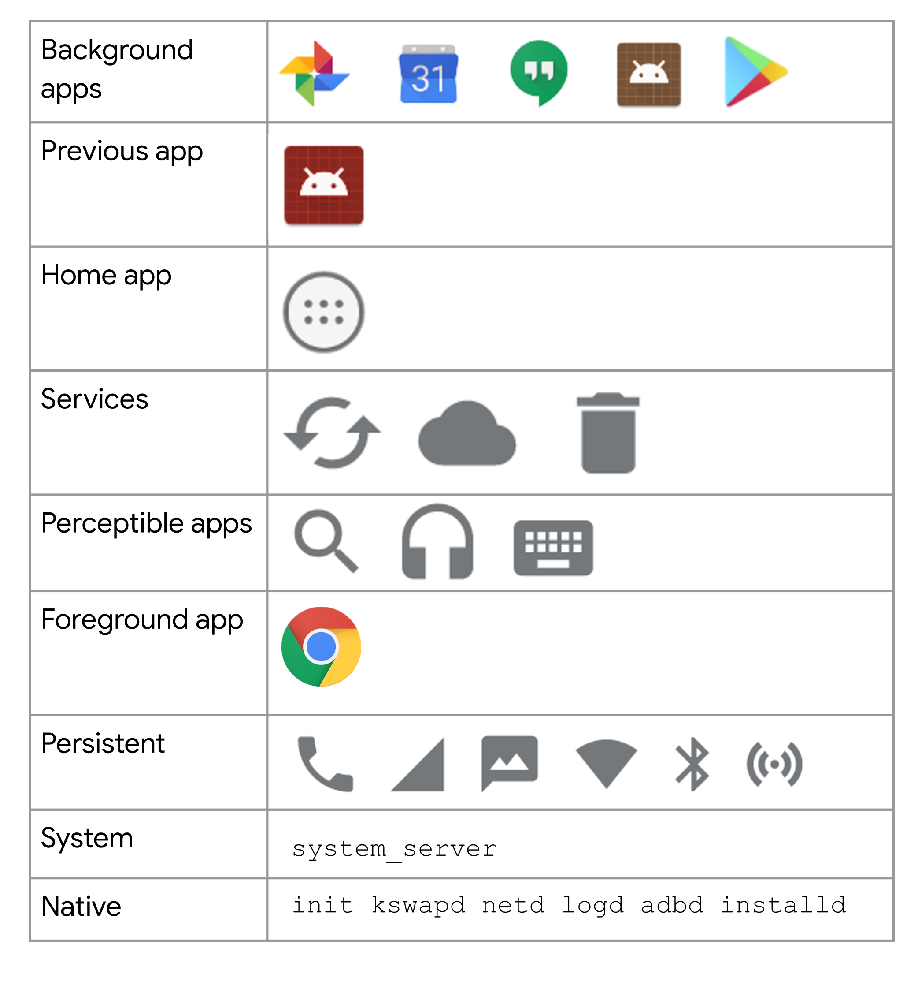 Background
apps
31
Previous app
Home app
Services
Perceptible apps
Foreground app
Persistent
System
system_server
Native
init kswapd netd logd adbd installd